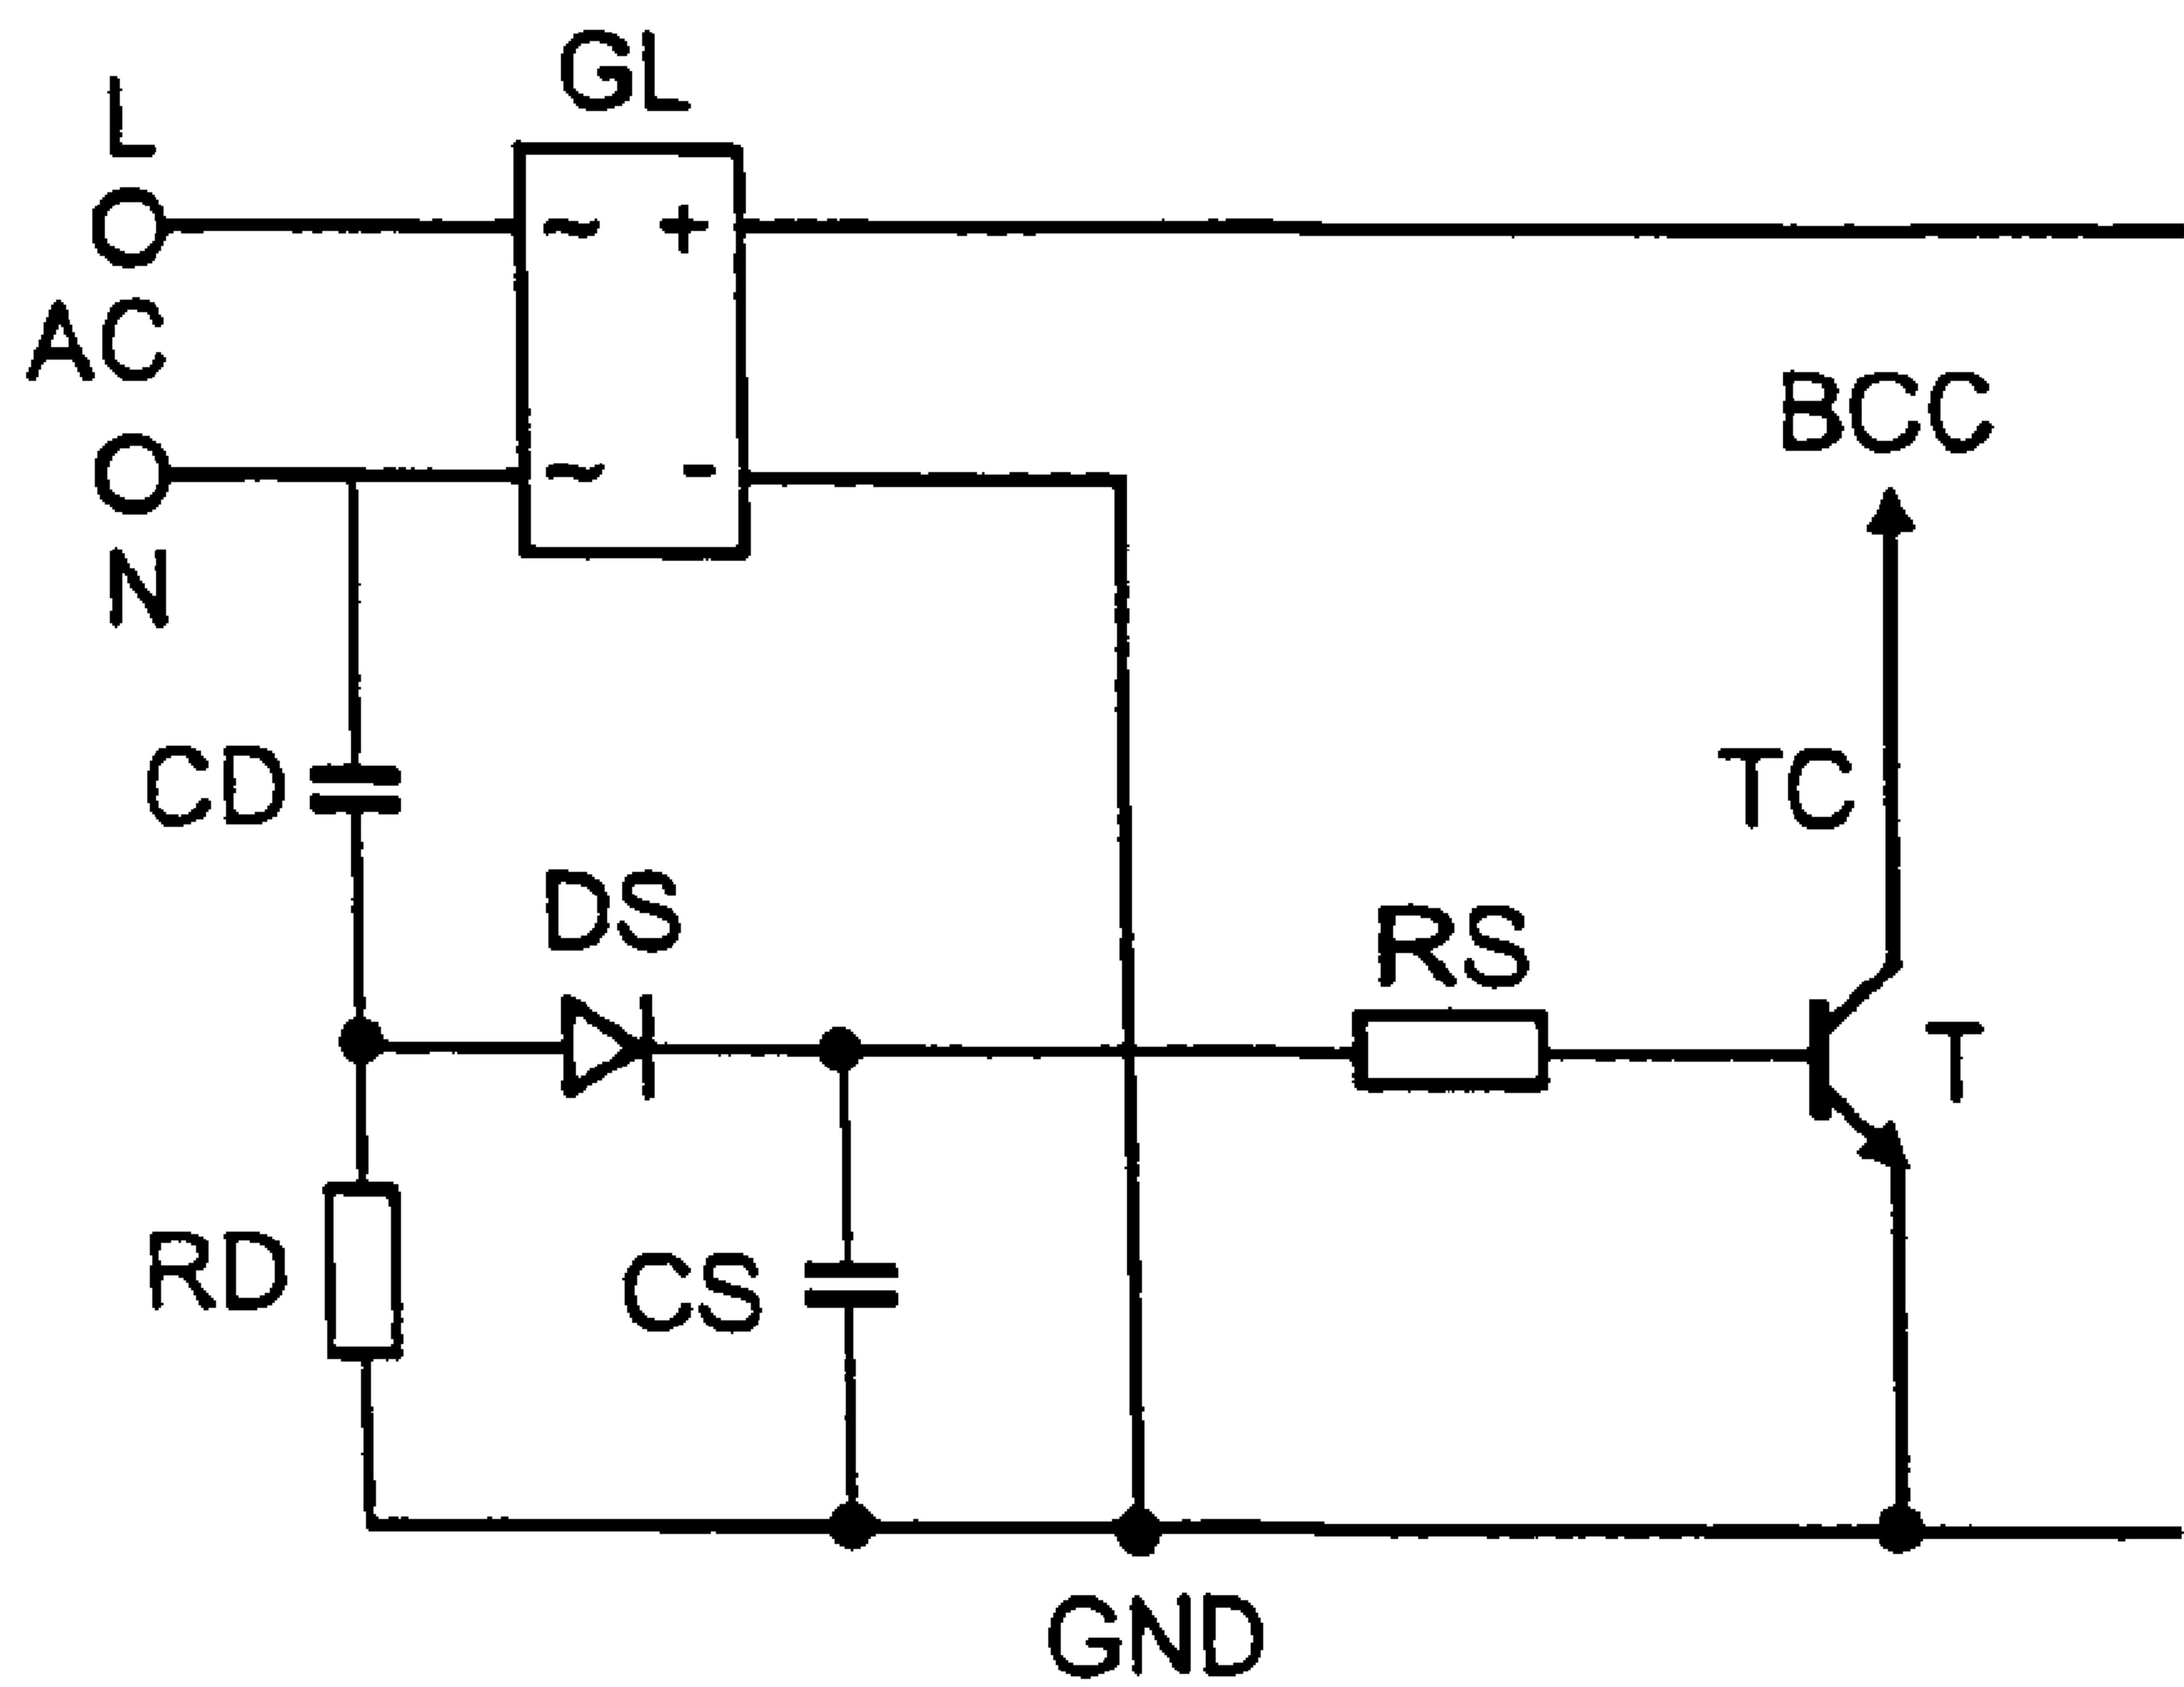 GL
L
~ +
AC
BCC
~ -
N
CD
TC
DS
RS
T
RD
CS
GND